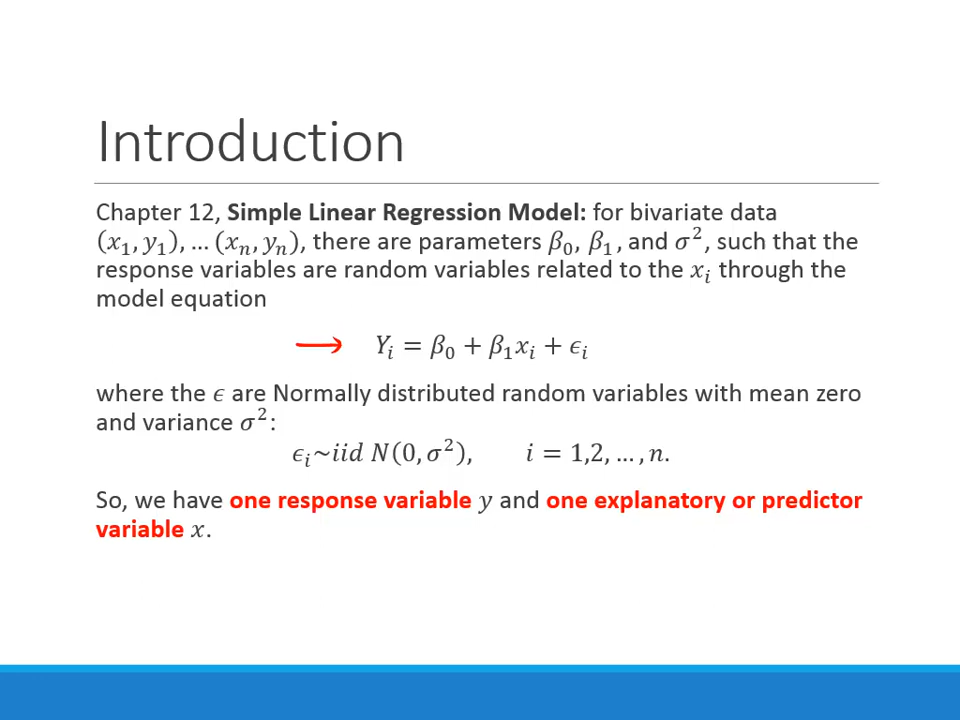 Introduction
Chapter 12, Simple Linear Regression Model: for bivariate data
(x₁, y₁), … (xₙ, yₙ), there are parameters β₀, β₁, and σ², such that the
response variables are random variables related to the xᵢ through the
model equation
Yᵢ = β₀ + β₁xᵢ + ϵᵢ
where the ϵ are Normally distributed random variables with mean zero
and variance σ²:
ϵᵢ~iid N(0, σ²), i = 1,2, … , n.
So, we have one response variable y and one explanatory or predictor
variable x.